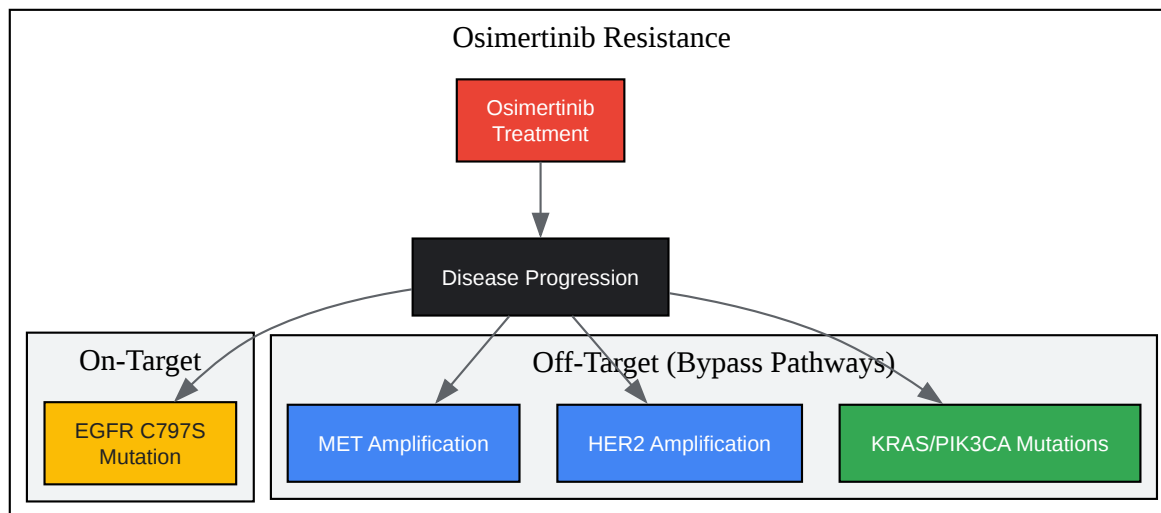 Osimertinib Resistance
Osimertinib
Treatment
Disease Progression
On-Target
Off-Target (Bypass Pathways)
EGFR C797S
Mutation
MET Amplification
HER2 Amplification
KRAS/PIK3CA Mutations